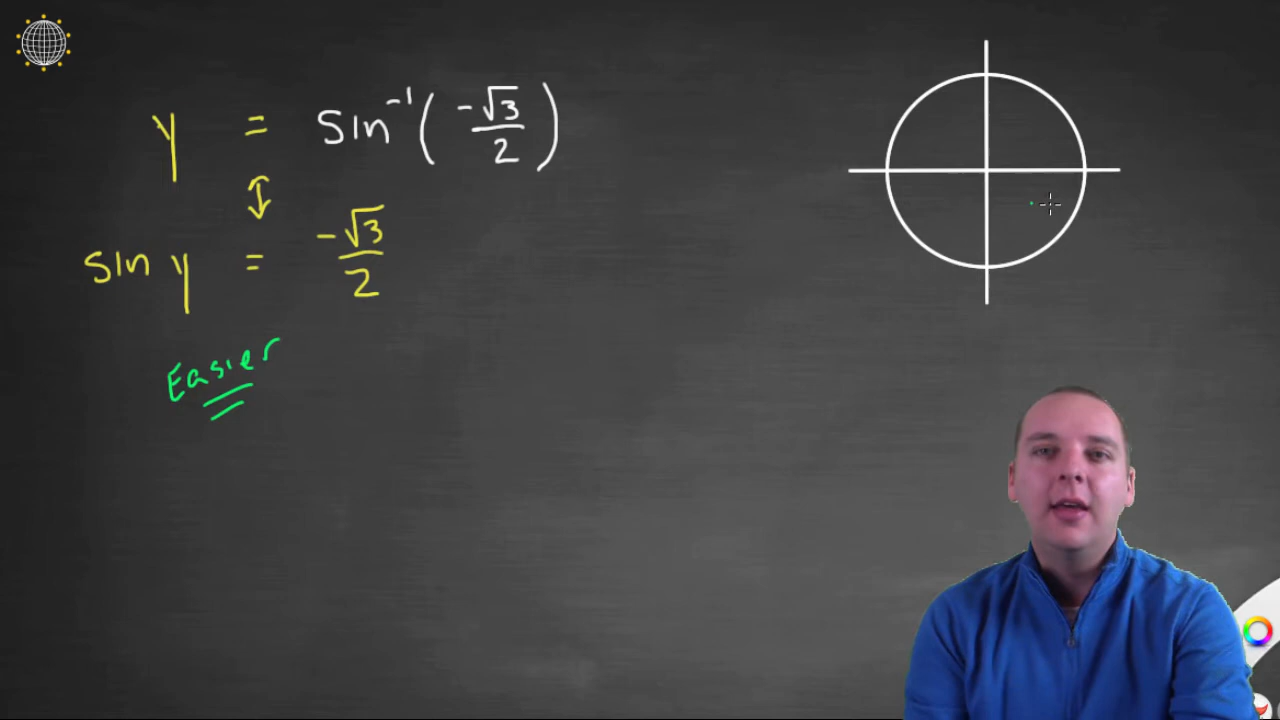 y = sin⁻¹(-√3/2)
sin y = -√3/2
Easier